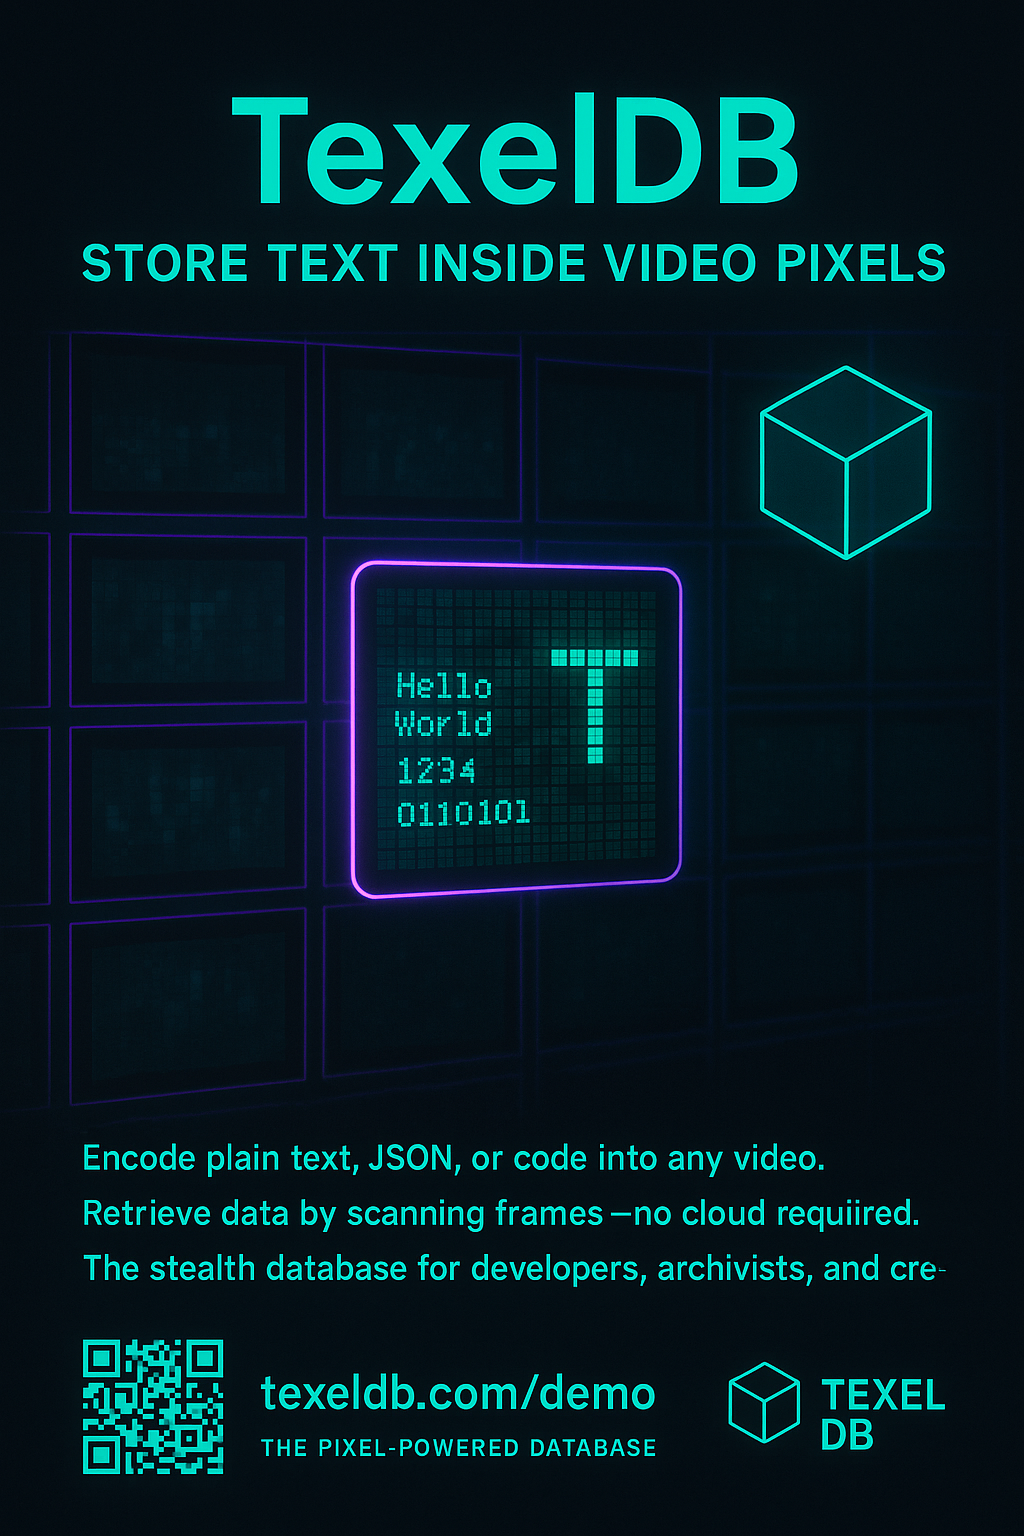 TexelDB
STORE TEXT INSIDE VIDEO PIXELS
Hello
World
1234
0110101
T
Encode plain text, JSON, or code into any video.
Retrieve data by scanning frames—no cloud requiired.
The stealth database for developers, archivists, and cre-
texeldb.com/demo
THE PIXEL-POWERED DATABASE
TEXEL
DB